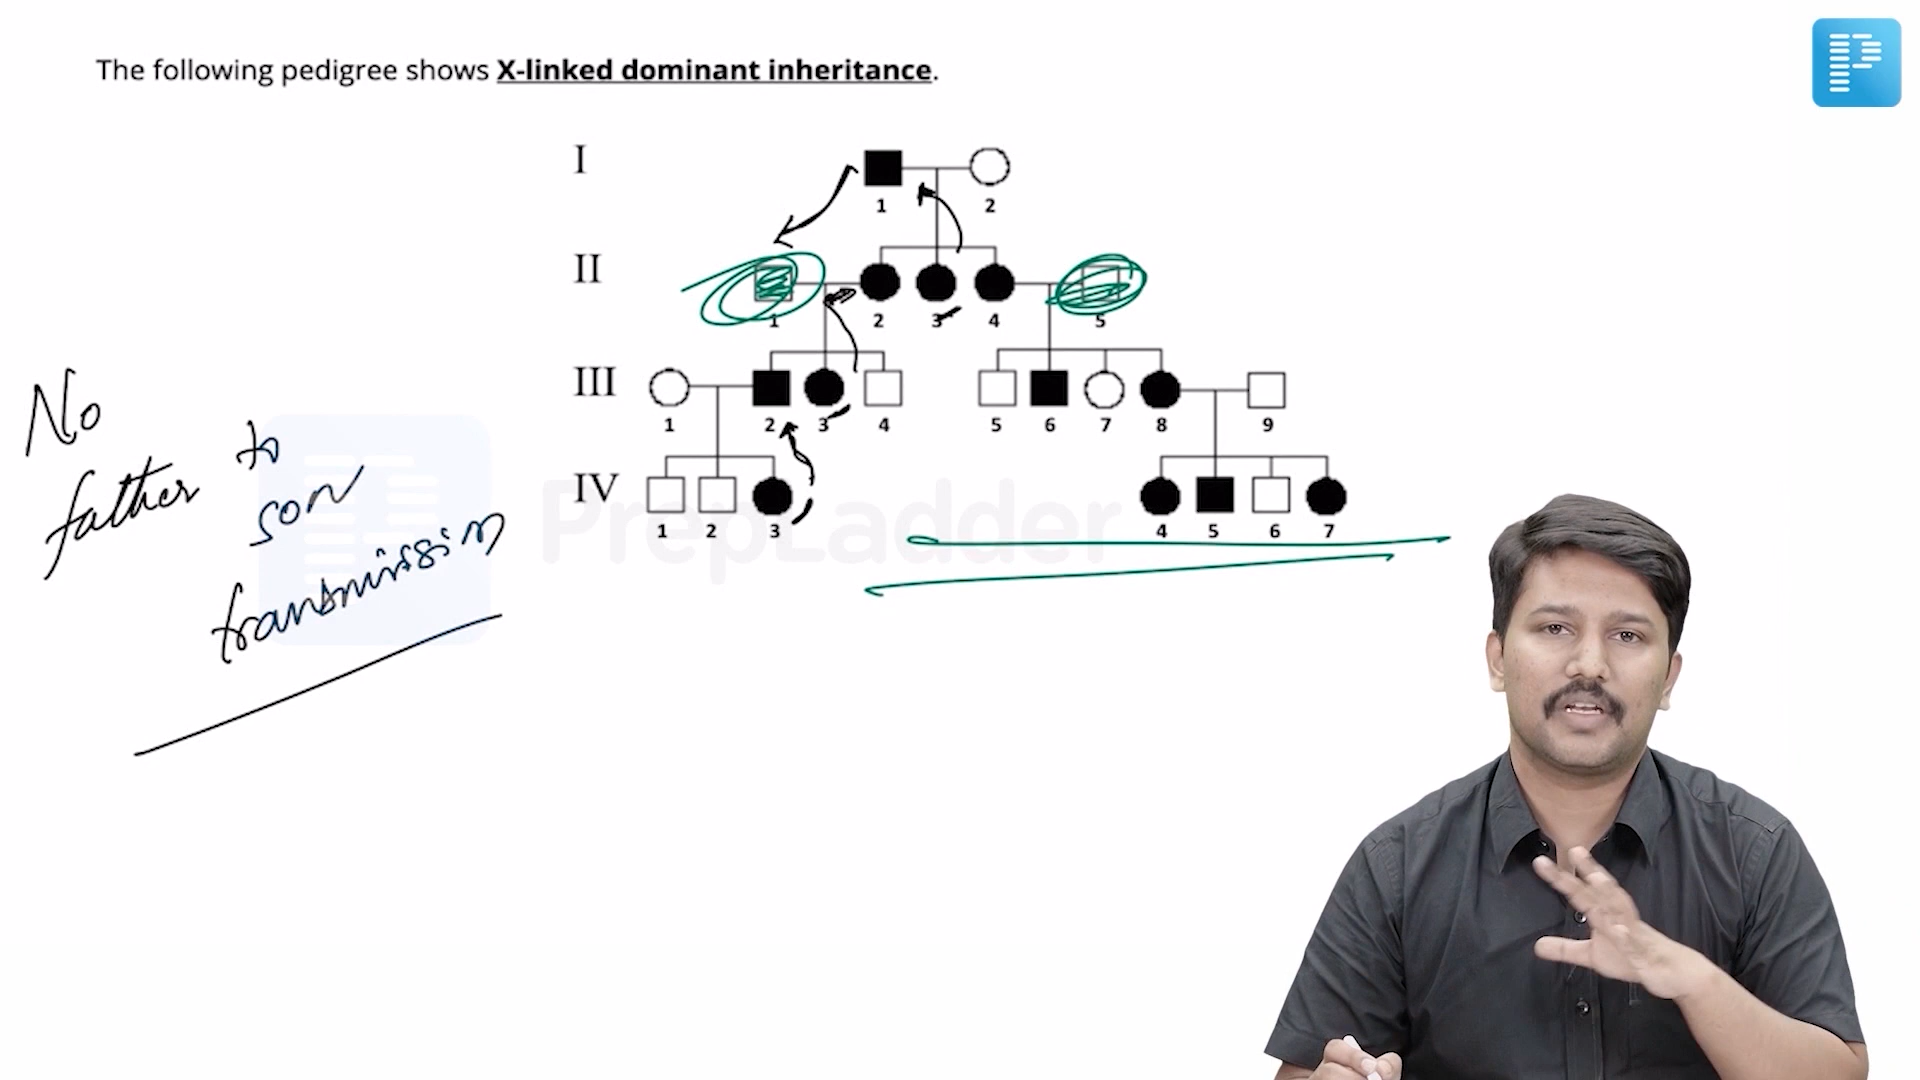 The following pedigree shows X-linked dominant inheritance.
I
1 2
II
1 2 3 4 5
III
1 2 3 4 5 6 7 8 9
IV
1 2 3 4 5 6 7
No
father to
son
transmission
PrepLadder